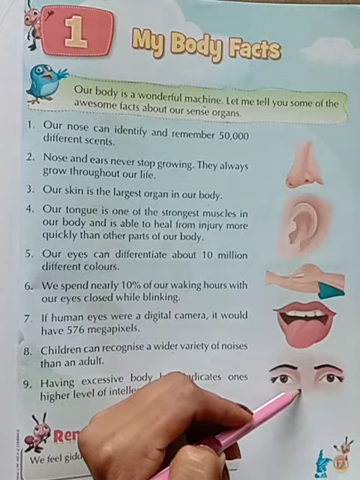 1
My Body Facts
Our body is a wonderful machine. Let me tell you some of the
awesome facts about our sense organs.
1. Our nose can identify and remember 50,000
different scents.
2. Nose and ears never stop growing. They always
grow throughout our life.
3. Our skin is the largest organ in our body.
4. Our tongue is one of the strongest muscles in
our body and is able to heal from injury more
quickly than other parts of our body.
5. Our eyes can differentiate about 10 million
different colours.
6. We spend nearly 10% of our waking hours with
our eyes closed while blinking.
7. If human eyes were a digital camera, it would
have 576 megapixels.
8. Children can recognise a wider variety of noises
than an adult.
9. Having excessive body indicates ones
higher level of
We feel
17